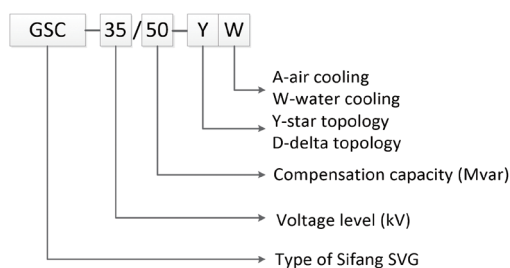 GSC – 35 / 50 – Y W
A-air cooling
W-water cooling
Y-star topology
D-delta topology
Compensation capacity (Mvar)
Voltage level (kV)
Type of Sifang SVG